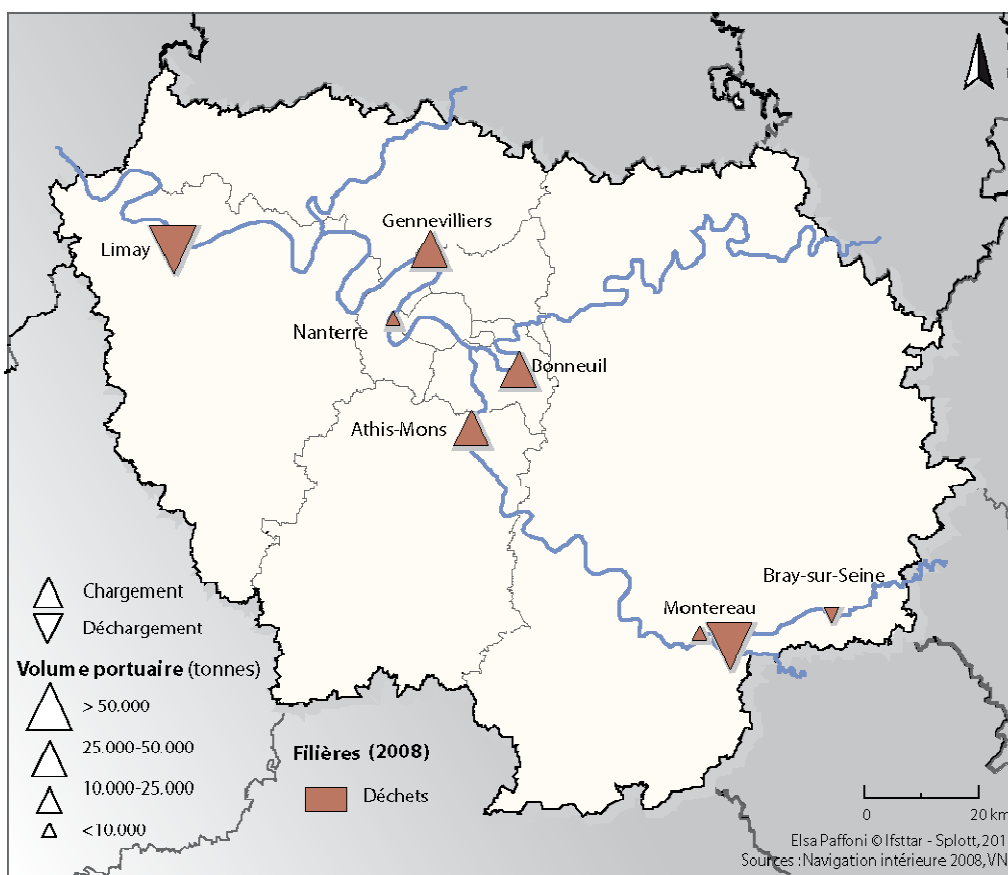 Gennevilliers
Limay
Nanterre
Bonneuil
Athis-Mons
Bray-sur-Seine
Montereau
Chargement
Déchargement
Volume portuaire (tonnes)
> 50.000
25.000-50.000
10.000-25.000
<10.000
Filières (2008)
Déchets
0 20 km
Elsa Paffoni © Ifsttar - Splott, 201
Sources : Navigation intérieure 2008, VN